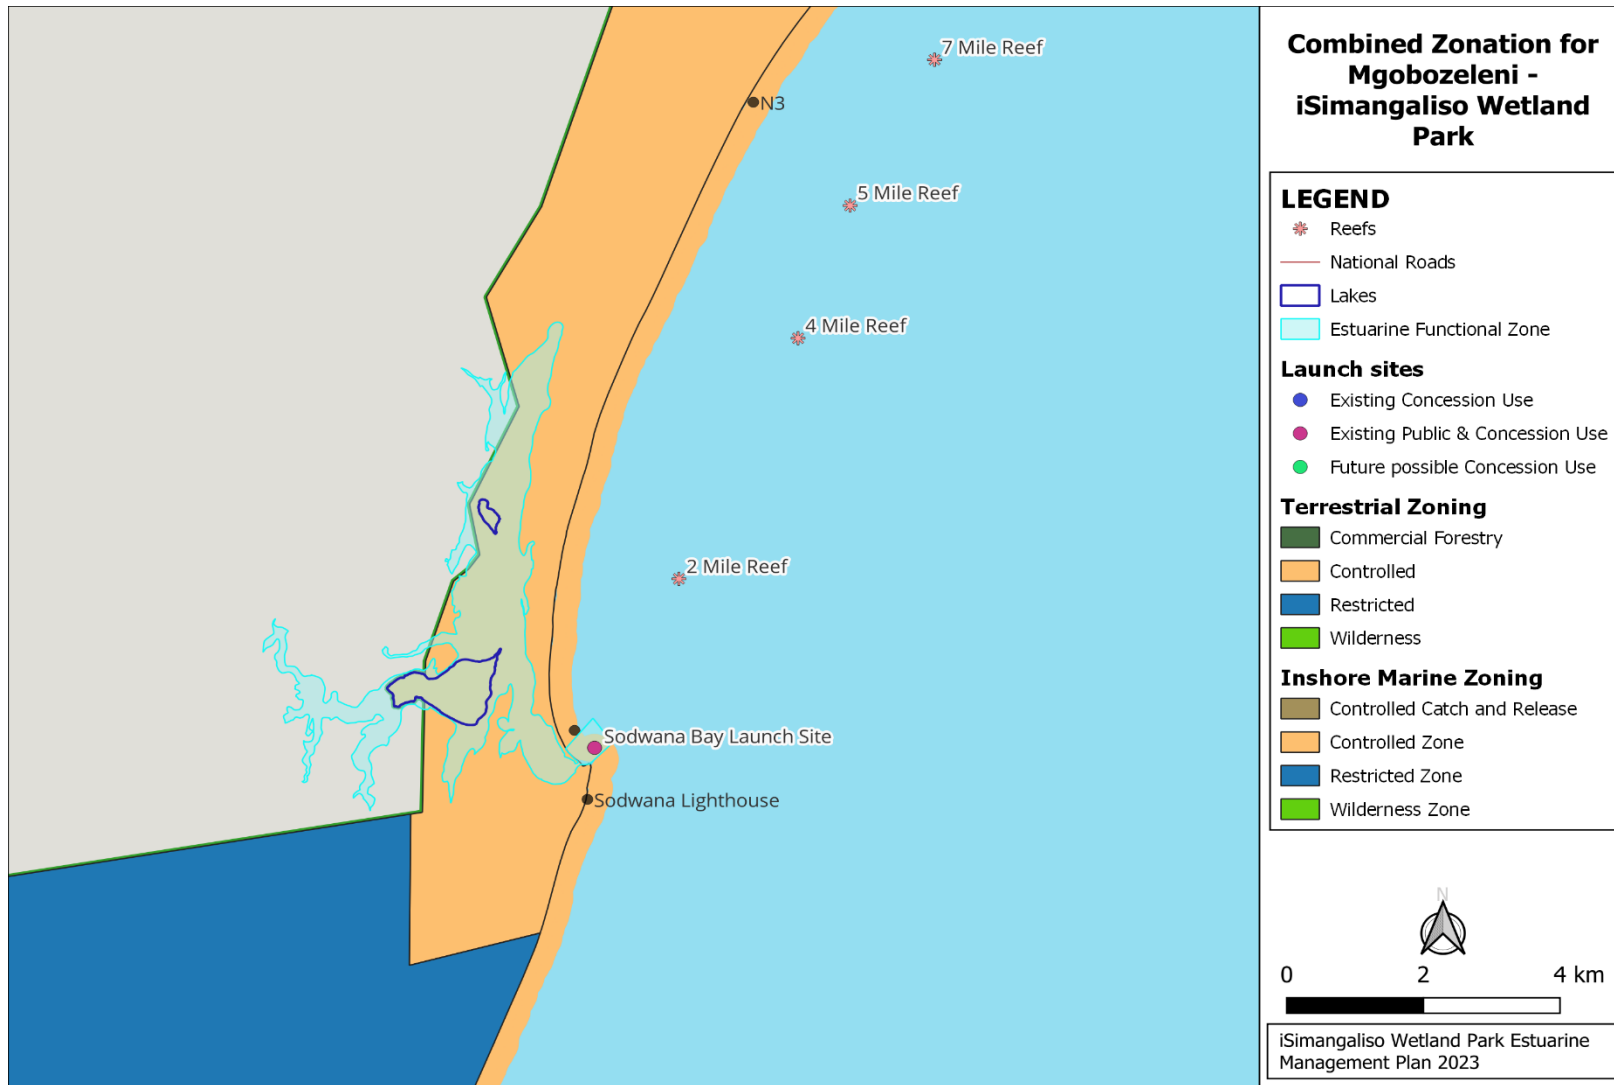 7 Mile Reef
N3
5 Mile Reef
4 Mile Reef
2 Mile Reef
Sodwana Bay Launch Site
Sodwana Lighthouse
Combined Zonation for
Mgobozeleni -
iSimangaliso Wetland
Park
LEGEND
Reefs
National Roads
Lakes
Estuarine Functional Zone
Launch sites
Existing Concession Use
Existing Public & Concession Use
Future possible Concession Use
Terrestrial Zoning
Commercial Forestry
Controlled
Restricted
Wilderness
Inshore Marine Zoning
Controlled Catch and Release
Controlled Zone
Restricted Zone
Wilderness Zone
N
0 2 4 km
iSimangaliso Wetland Park Estuarine
Management Plan 2023